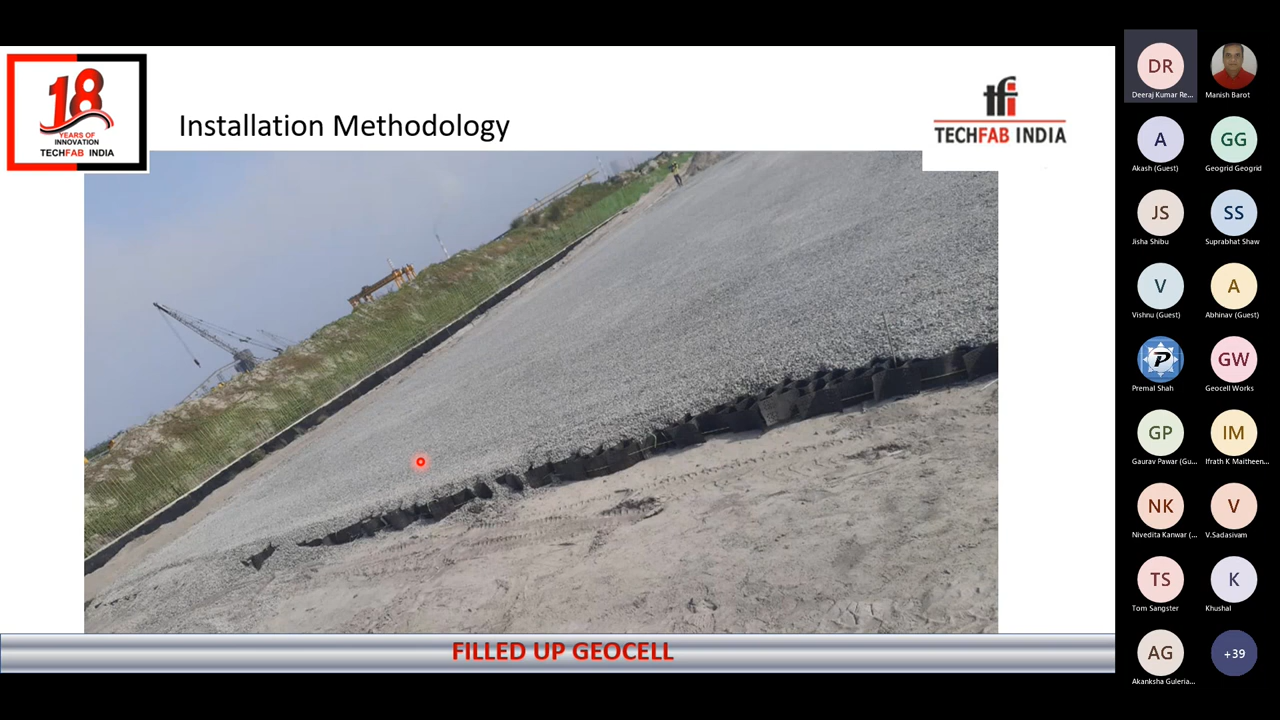 18
YEARS OF
INNOVATION
TECHFAB INDIA
Installation Methodology
tfi
TECHFAB INDIA
FILLED UP GEOCELL
DR
Deeraj Kumar Re...
Manish Barot
A
Akash (Guest)
GG
Geogrid Geogrid
JS
Jisha Shibu
SS
Suprabhat Shaw
V
Vishnu (Guest)
A
Abhinav (Guest)
P
Premal Shah
GW
Geocell Works
GP
Gaurav Pawar (Gu...
IM
Ifrath K Maitheen...
NK
Nivedita Kanwar (...
V
V.Sadasivam
TS
Tom Sangster
K
Khushal
AG
Akanksha Guleria...
+39